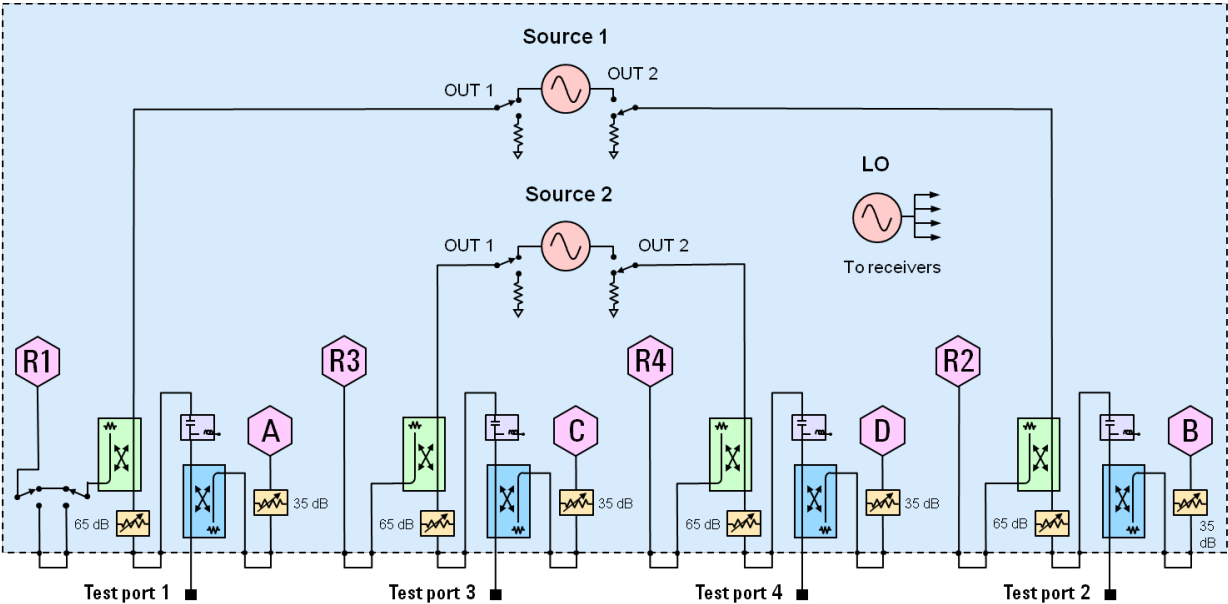 Source 1
OUT 1
OUT 2
LO
To receivers
Source 2
OUT 1
OUT 2
R1
R3
R4
R2
A
C
D
B
65 dB
35 dB
65 dB
35 dB
65 dB
35 dB
65 dB
35
dB
Test port 1
Test port 3
Test port 4
Test port 2